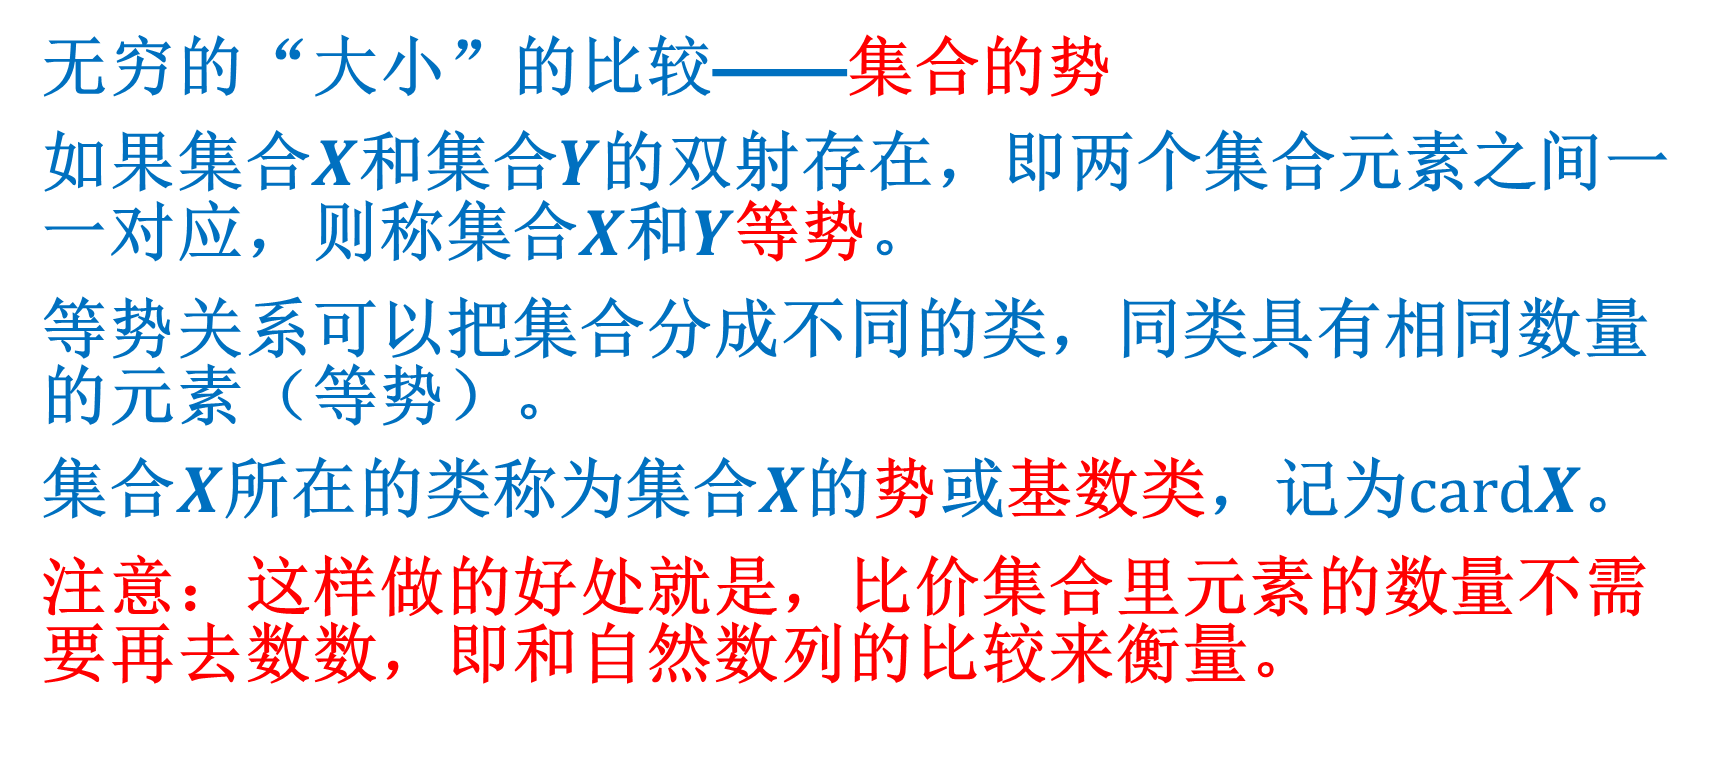 无穷的“大小”的比较——集合的势
如果集合X和集合Y的双射存在，即两个集合元素之间一
一对应，则称集合X和Y等势。
等势关系可以把集合分成不同的类，同类具有相同数量
的元素（等势）。
集合X所在的类称为集合X的势或基数类，记为cardX。
注意：这样做的好处就是，比价集合里元素的数量不需
要再去数数，即和自然数列的比较来衡量。